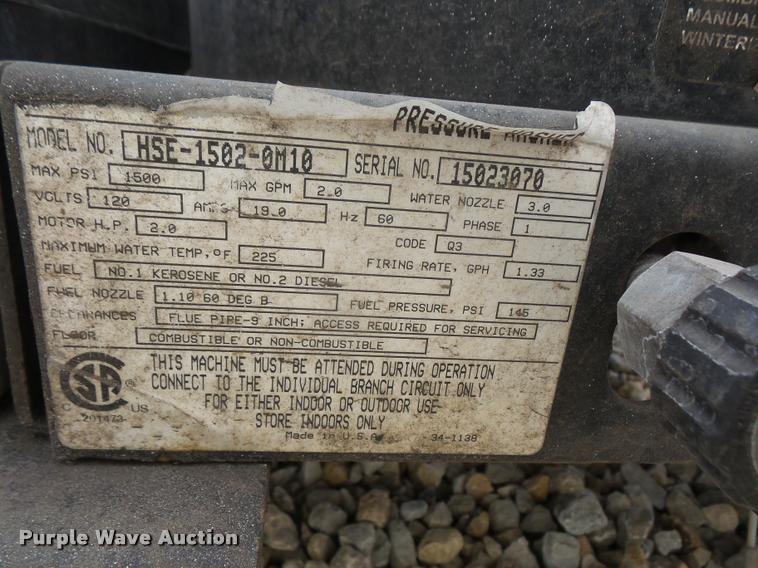 MANUAL
PRESSURE WASHER
MODEL NO. HSE-1502-0M10 SERIAL NO. 15023070
MAX PSI 1500 MAX GPM 2.0 WATER NOZZLE 3.0
VOLTS 120 AMPS 19.0 Hz 60 PHASE 1
MOTOR H.P. 2.0 CODE Q3
MAXIMUM WATER TEMP, °F 225 FIRING RATE, GPH 1.33
FUEL NO.1 KEROSENE OR NO.2 DIESEL
FUEL NOZZLE 1.10 60 DEG B FUEL PRESSURE, PSI 145
CLEARANCES FLUE PIPE-9 INCH; ACCESS REQUIRED FOR SERVICING
FLOOR COMBUSTIBLE OR NON-COMBUSTIBLE
THIS MACHINE MUST BE ATTENDED DURING OPERATION
CONNECT TO THE INDIVIDUAL BRANCH CIRCUIT ONLY
FOR EITHER INDOOR OR OUTDOOR USE
STORE INDOORS ONLY
Made in U.S.A. 34-1138
SA
C US
201473
Purple Wave Auction
PurpleWave.com